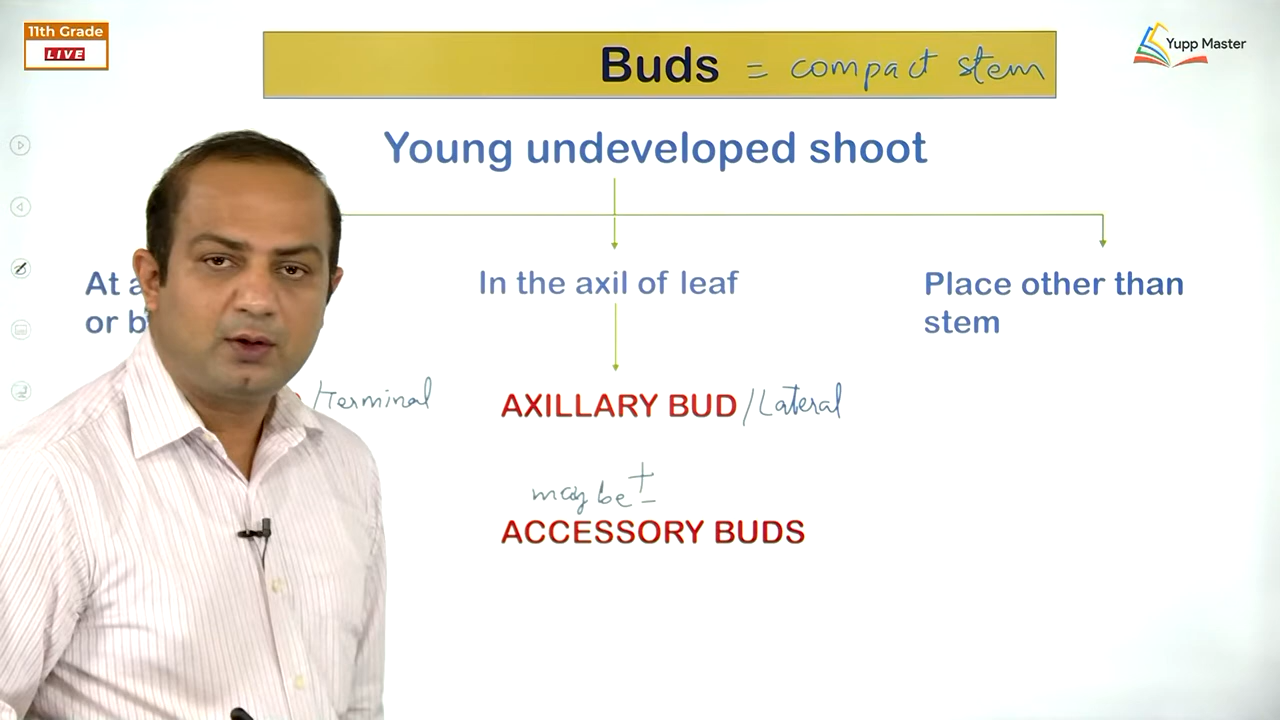 11th Grade
LIVE
Yupp Master
Buds = compact stem
Young undeveloped shoot
At a
or b
In the axil of leaf
Place other than
stem
/Terminal
AXILLARY BUD/Lateral
may be ±
ACCESSORY BUDS